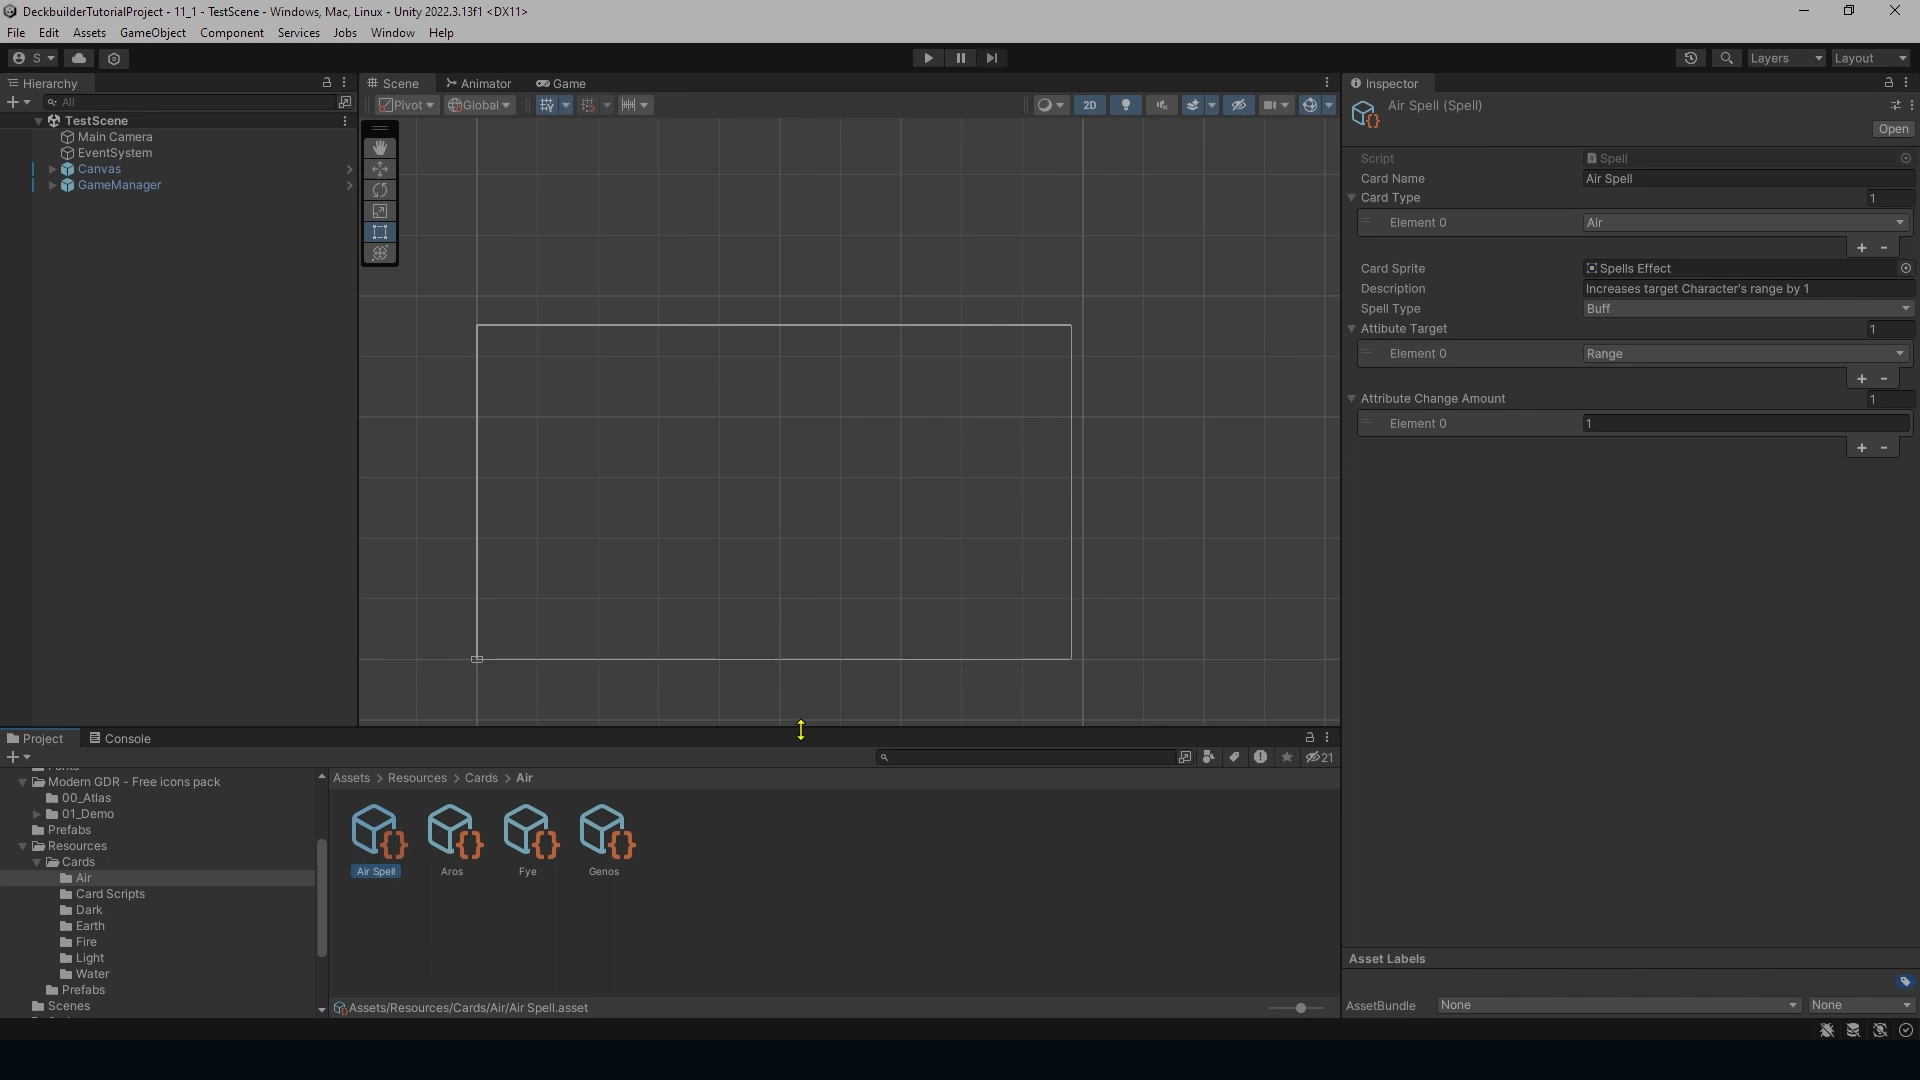 DeckbuilderTutorialProject - 11_1 - TestScene - Windows, Mac, Linux - Unity 2022.3.13f1 <DX11>
File Edit Assets GameObject Component Services Jobs Window Help
S
Layers Layout
Hierarchy
All
TestScene
Main Camera
EventSystem
Canvas
GameManager
Scene Animator Game
Pivot Global
2D
Inspector
Air Spell (Spell)
Open
Script Spell
Card Name Air Spell
Card Type 1
Element 0 Air
Card Sprite Spells Effect
Description Increases target Character's range by 1
Spell Type Buff
Attibute Target 1
Element 0 Range
Attribute Change Amount 1
Element 0 1
Asset Labels
AssetBundle None None
Project Console
21
Modern GDR - Free icons pack
00_Atlas
01_Demo
Prefabs
Resources
Cards
Air
Card Scripts
Dark
Earth
Fire
Light
Water
Prefabs
Scenes
Assets > Resources > Cards > Air
Air Spell Aros Fye Genos
Assets/Resources/Cards/Air/Air Spell.asset